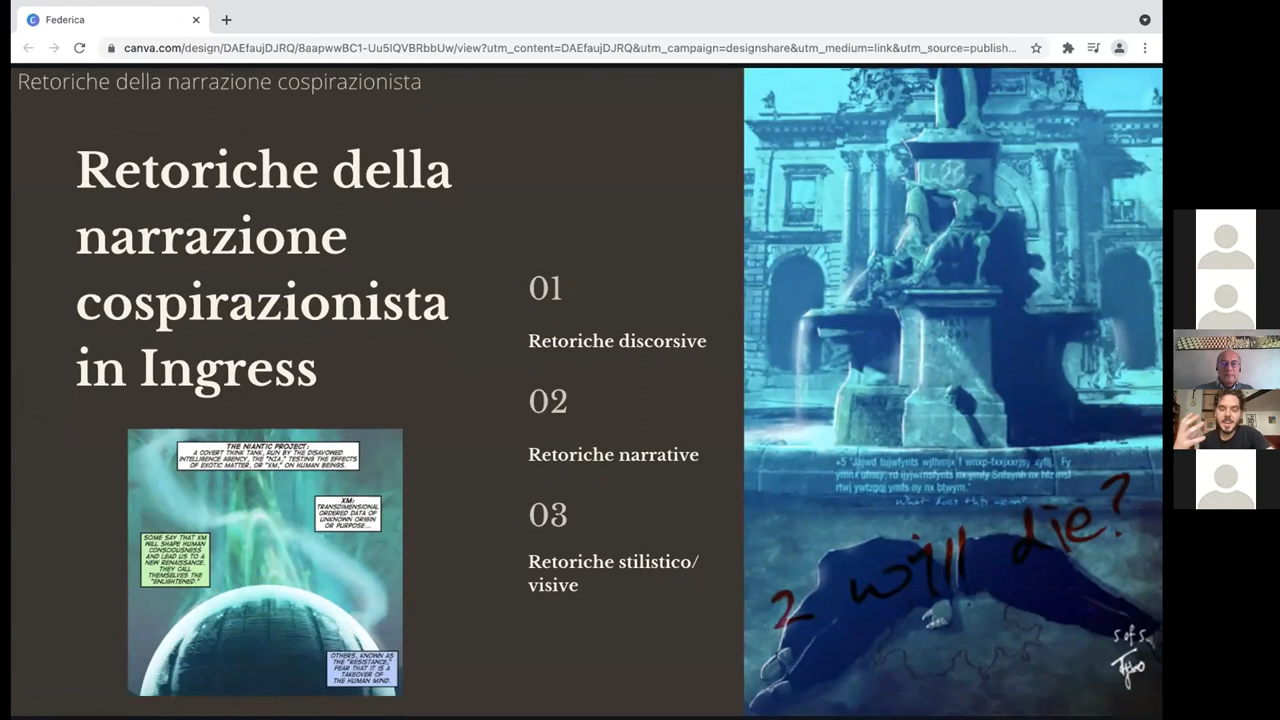 Federica
canva.com/design/DAEfaujDJRQ/8aapwwBC1-Uu5IQVBRbbUw/view?utm_content=DAEfaujDJRQ&utm_campaign=designshare&utm_medium=link&utm_source=publish...
Retoriche della narrazione cospirazionista
Retoriche della
narrazione
cospirazionista
in Ingress
01
Retoriche discorsive
02
Retoriche narrative
03
Retoriche stilistico/
visive
THE NIANTIC PROJECT:
A COVERT THINK TANK, RUN BY THE DISAVOWED
INTELLIGENCE AGENCY, THE "NIA," TESTING THE EFFECTS
OF EXOTIC MATTER, OR "XM," ON HUMAN BEINGS.
XM:
TRANSDIMENSIONAL
ORDERED DATA OF
UNKNOWN ORIGIN
OR PURPOSE...
SOME SAY THAT XM
WILL SHAPE HUMAN
CONSCIOUSNESS
AND LEAD US TO A
NEW RENAISSANCE.
THEY CALL
THEMSELVES THE
"ENLIGHTENED."
OTHERS, KNOWN AS
THE "RESISTANCE,"
FEAR THAT IT IS A
TAKEOVER OF
THE HUMAN MIND.
What does this mean?
2 will die?
5 of 5